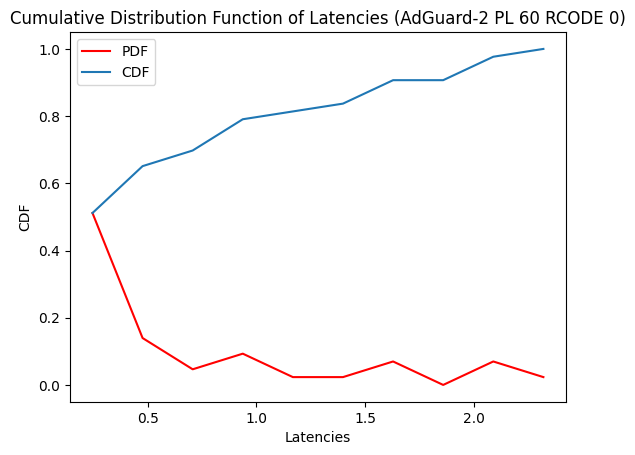 Cumulative Distribution Function of Latencies (AdGuard-2 PL 60 RCODE 0)
PDF
CDF
1.0
0.8
0.6
0.4
0.2
0.0
CDF
0.5
1.0
1.5
2.0
Latencies